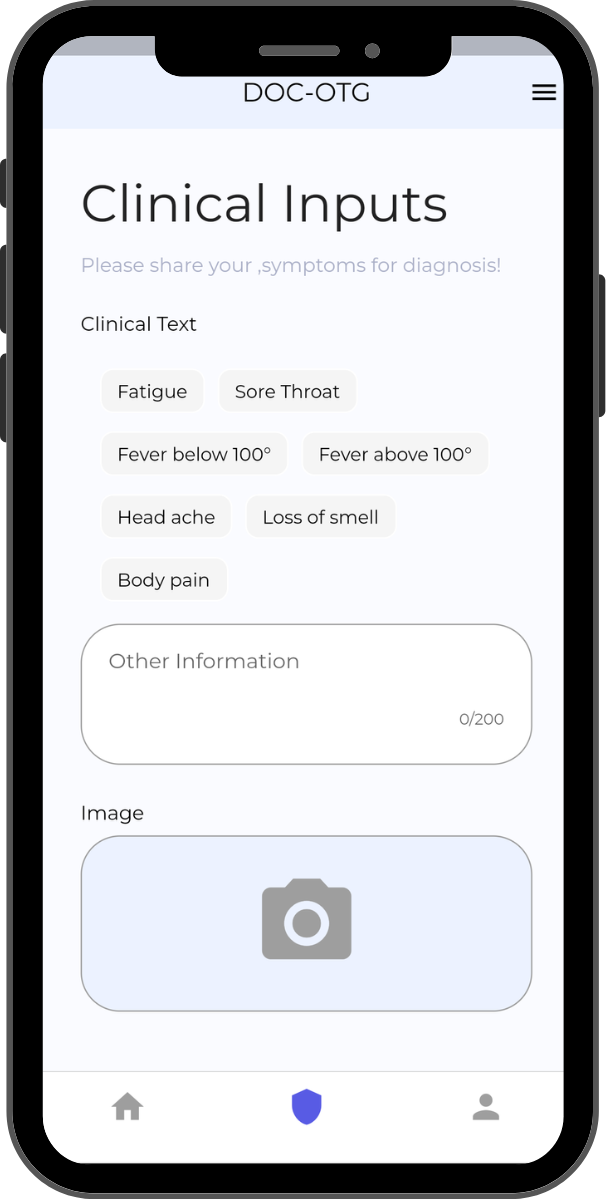 DOC-OTG
Clinical Inputs
Please share your ,symptoms for diagnosis!
Clinical Text
Fatigue Sore Throat
Fever below 100° Fever above 100°
Head ache Loss of smell
Body pain
Other Information
0/200
Image